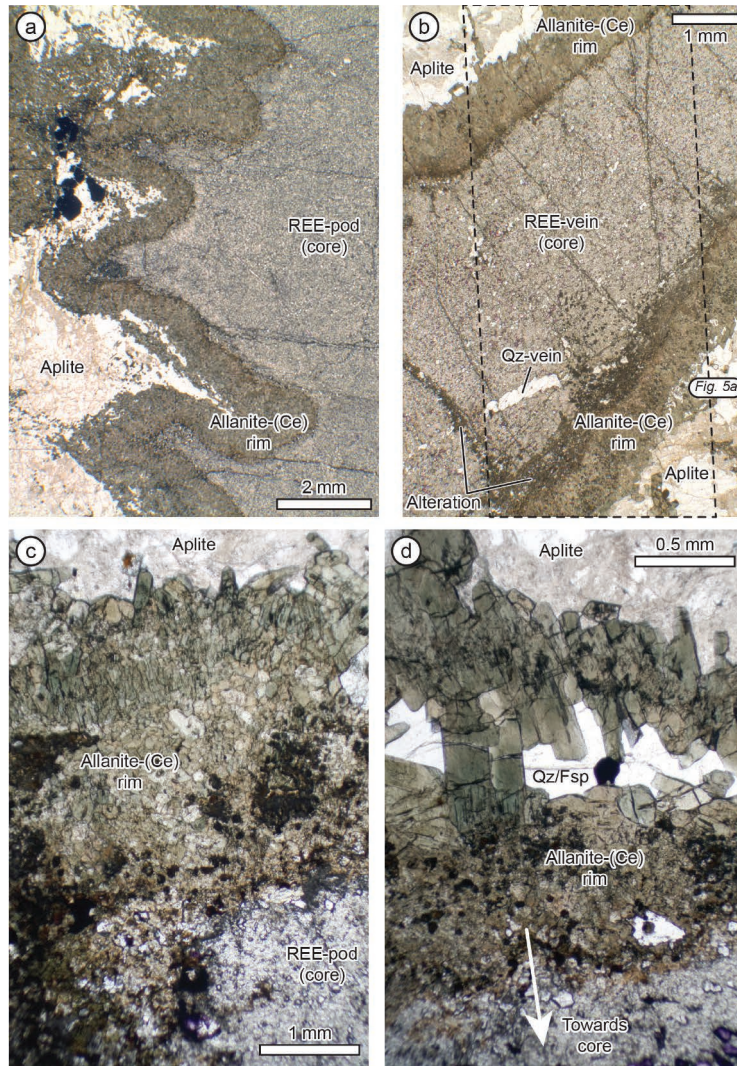 a
REE-pod
(core)
Aplite
Allanite-(Ce)
rim
2 mm
b
Allanite-(Ce)
rim
1 mm
Aplite
REE-vein
(core)
Qz-vein
Fig. 5a
Allanite-(Ce)
rim
Aplite
Alteration
c
Aplite
Allanite-(Ce)
rim
REE-pod
(core)
1 mm
d
Aplite
0.5 mm
Qz/Fsp
Allanite-(Ce)
rim
Towards
core